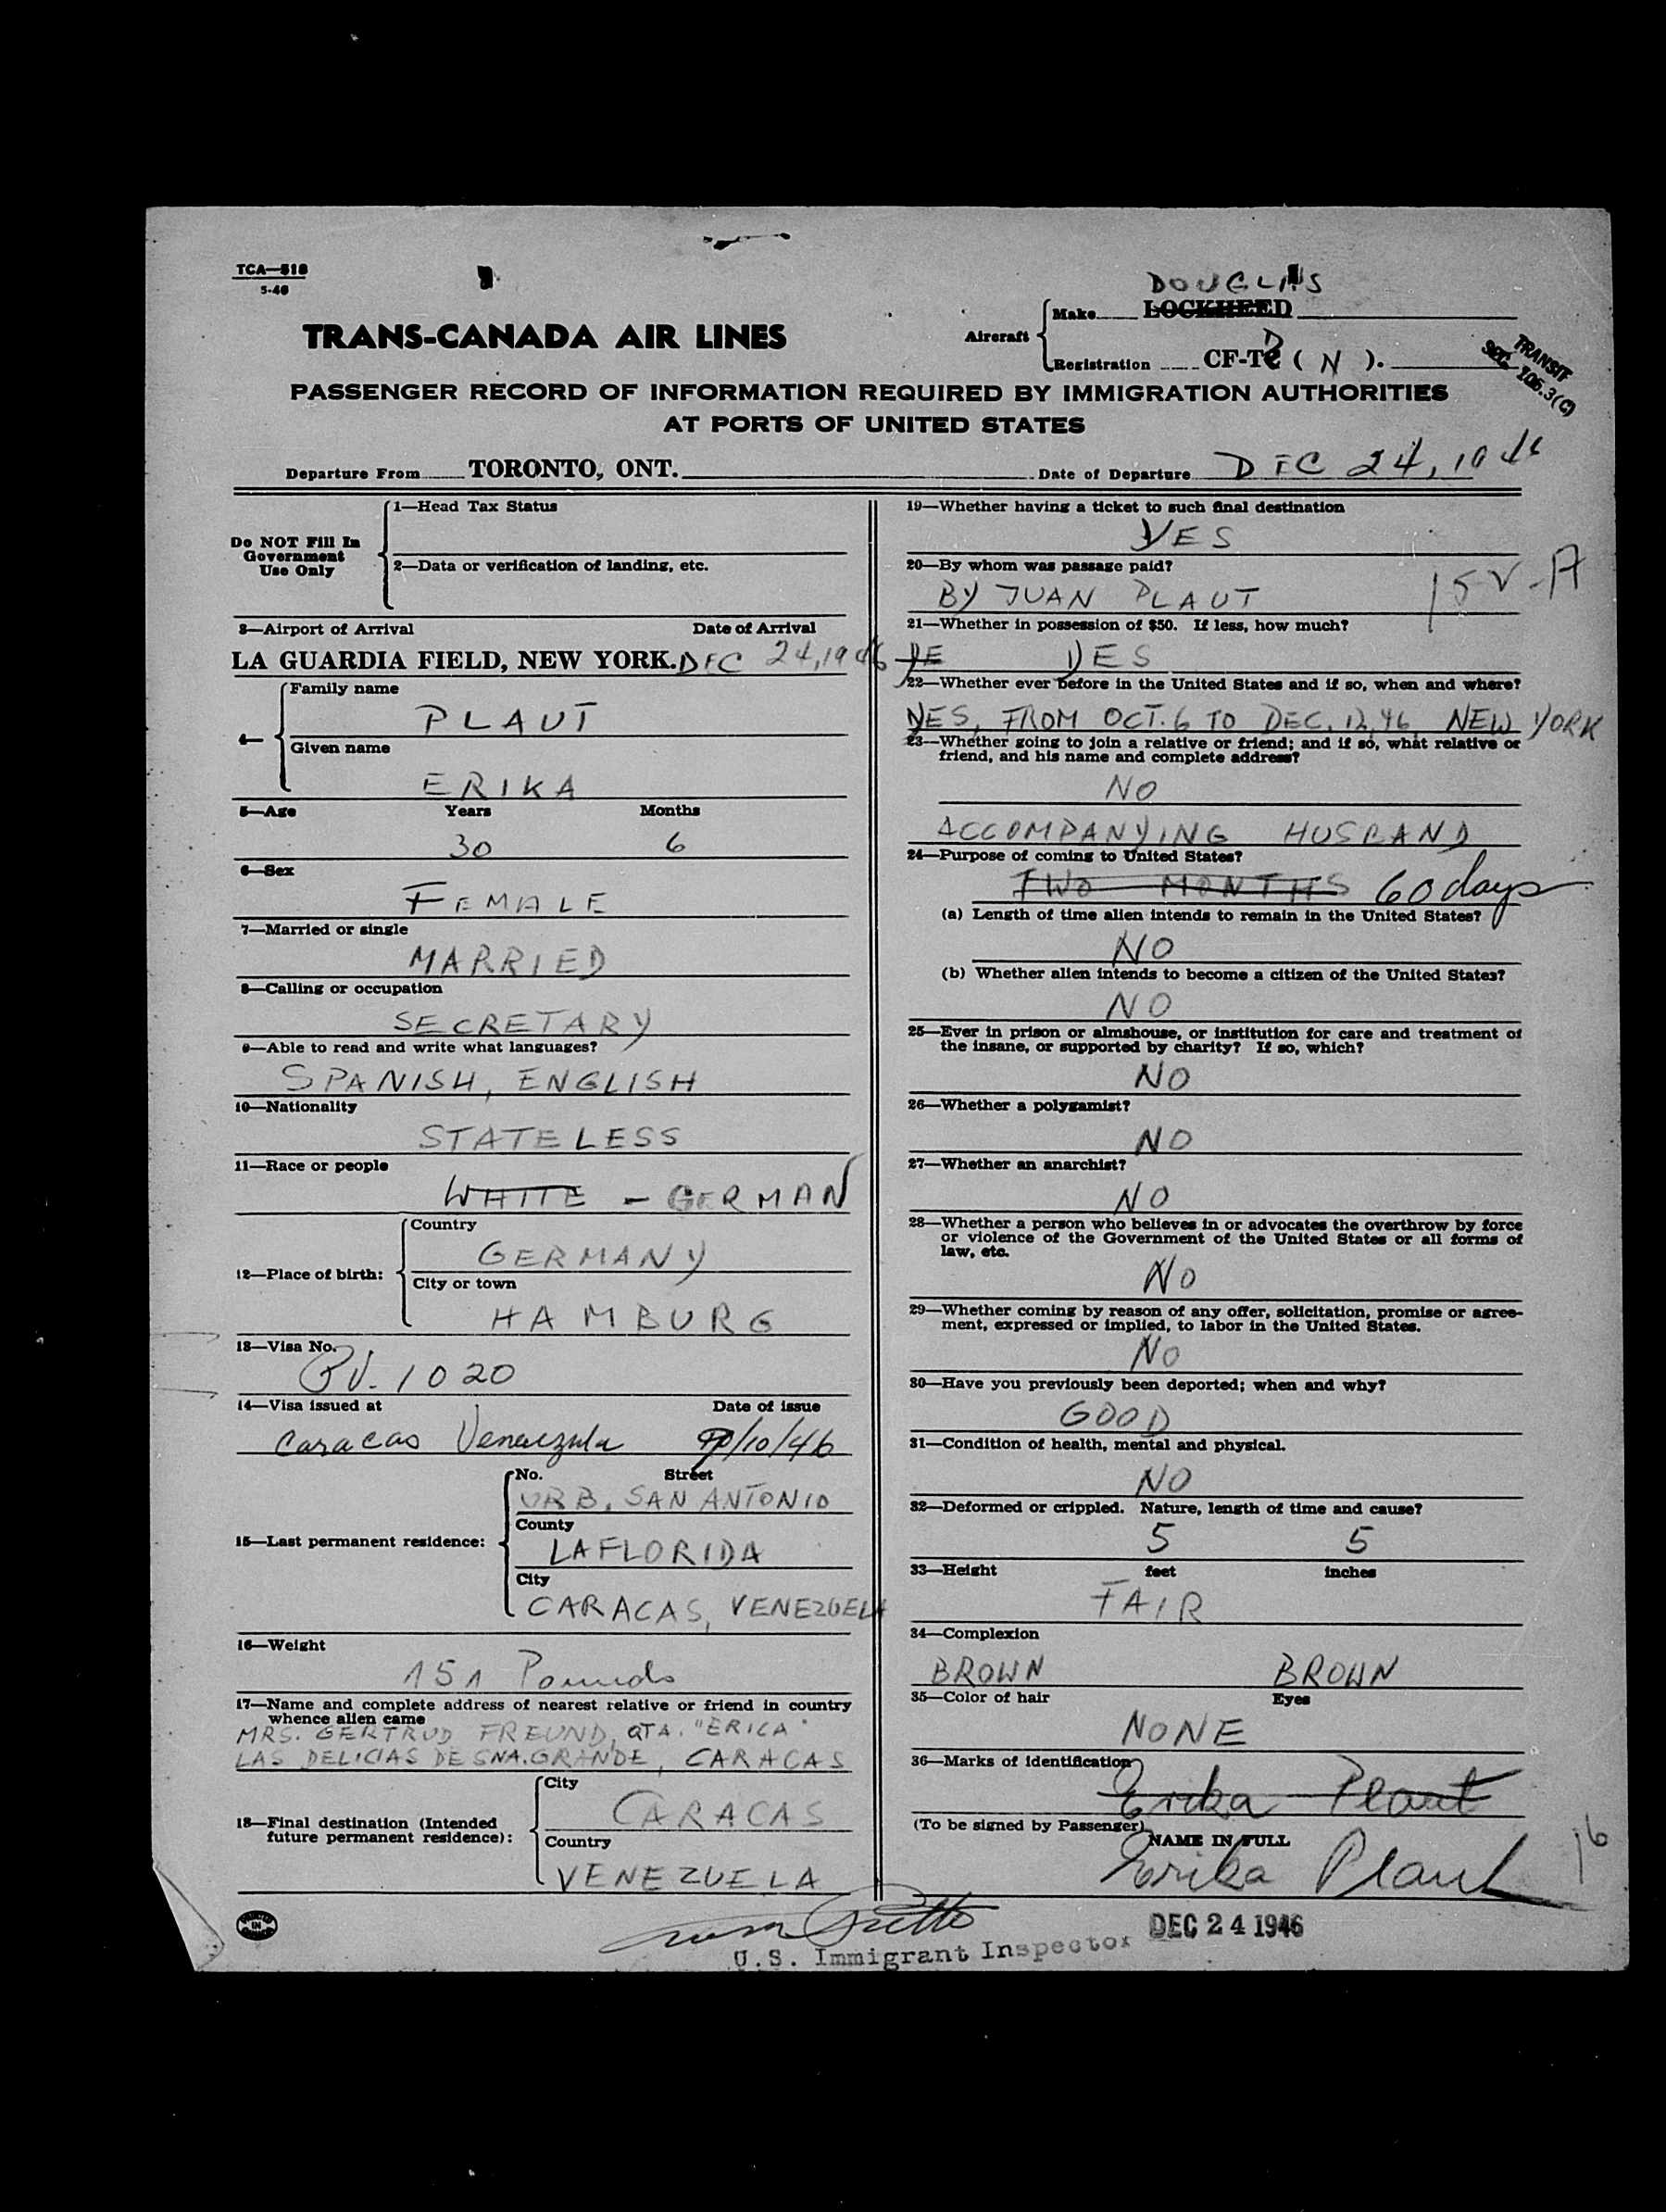 TCA—518
5-46
TRANS-CANADA AIR LINES
DOUGLAS
Aircraft
Make LOCKHEED
Registration CF-T ( N ).
TRANSIT
SEC. 106.3(C)
PASSENGER RECORD OF INFORMATION REQUIRED BY IMMIGRATION AUTHORITIES
AT PORTS OF UNITED STATES
Departure From TORONTO, ONT. Date of Departure DEC 24, 1946
Do NOT Fill In
Government
Use Only
1—Head Tax Status
2—Data or verification of landing, etc.
3—Airport of Arrival Date of Arrival
LA GUARDIA FIELD, NEW YORK. DEC 24, 1946
4—
Family name
PLAUT
Given name
ERIKA
5—Age Years Months
30 6
6—Sex
FEMALE
7—Married or single
MARRIED
8—Calling or occupation
SECRETARY
9—Able to read and write what languages?
SPANISH, ENGLISH
10—Nationality
STATELESS
11—Race or people
WHITE - GERMAN
12—Place of birth:
Country
GERMANY
City or town
HAMBURG
13—Visa No.
PV. 1020
14—Visa issued at Date of issue
Caracas Venezuela /10/46
15—Last permanent residence:
No. Street
URB. SAN ANTONIO
County
LA FLORIDA
City
CARACAS, VENEZUELA
16—Weight
151 Pounds
17—Name and complete address of nearest relative or friend in country
whence alien came
MRS. GERTRUD FREUND, QTA. "ERICA"
LAS DELICIAS DE SNA. GRANDE, CARACAS
18—Final destination (Intended
future permanent residence):
City
CARACAS
Country
VENEZUELA
19—Whether having a ticket to such final destination
YES
20—By whom was passage paid?
BY JUAN PLAUT
15V-A
21—Whether in possession of $50. If less, how much?
YE YES
22—Whether ever before in the United States and if so, when and where?
YES, FROM OCT. 6 TO DEC. 12, 46 NEW YORK
23—Whether going to join a relative or friend; and if so, what relative or
friend, and his name and complete address?
NO
ACCOMPANYING HUSBAND
24—Purpose of coming to United States?
TWO MONTHS 60 days
(a) Length of time alien intends to remain in the United States?
NO
(b) Whether alien intends to become a citizen of the United States?
NO
25—Ever in prison or almshouse, or institution for care and treatment of
the insane, or supported by charity? If so, which?
NO
26—Whether a polygamist?
NO
27—Whether an anarchist?
NO
28—Whether a person who believes in or advocates the overthrow by force
or violence of the Government of the United States or all forms of
law, etc.
NO
29—Whether coming by reason of any offer, solicitation, promise or agree-
ment, expressed or implied, to labor in the United States.
NO
30—Have you previously been deported; when and why?
GOOD
31—Condition of health, mental and physical.
NO
32—Deformed or crippled. Nature, length of time and cause?
5 5
33—Height feet inches
FAIR
34—Complexion
BROWN BROWN
35—Color of hair Eyes
NONE
36—Marks of identification
Erika Plaut
(To be signed by Passenger)
NAME IN FULL
Erika Plaut
16
DEC 24 1946
U.S. Immigrant Inspector